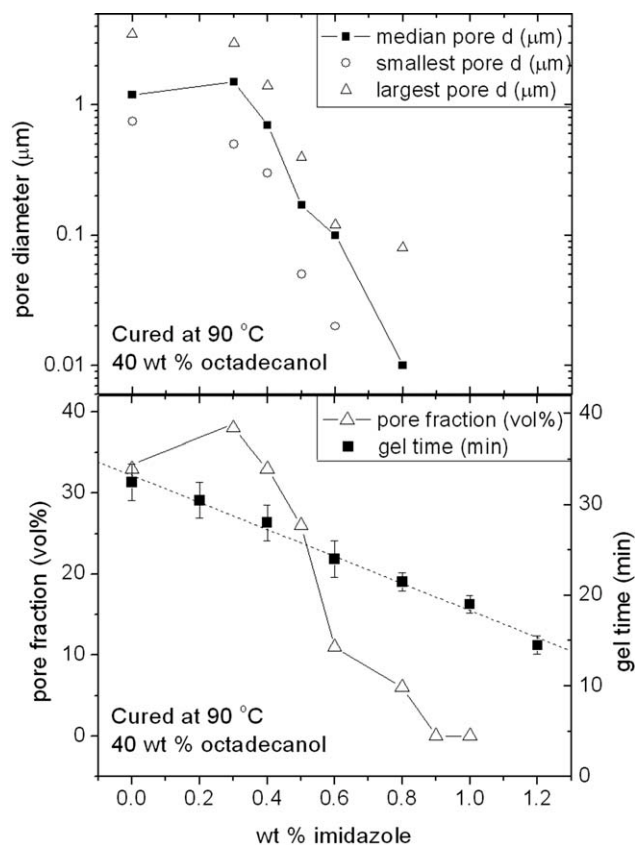 median pore d (μm)
smallest pore d (μm)
largest pore d (μm)
1
0.1
0.01
pore diameter (μm)
Cured at 90 °C
40 wt % octadecanol
pore fraction (vol%)
gel time (min)
40
30
20
10
0
pore fraction (vol%)
40
30
20
10
0
gel time (min)
Cured at 90 °C
40 wt % octadecanol
0.0 0.2 0.4 0.6 0.8 1.0 1.2
wt % imidazole